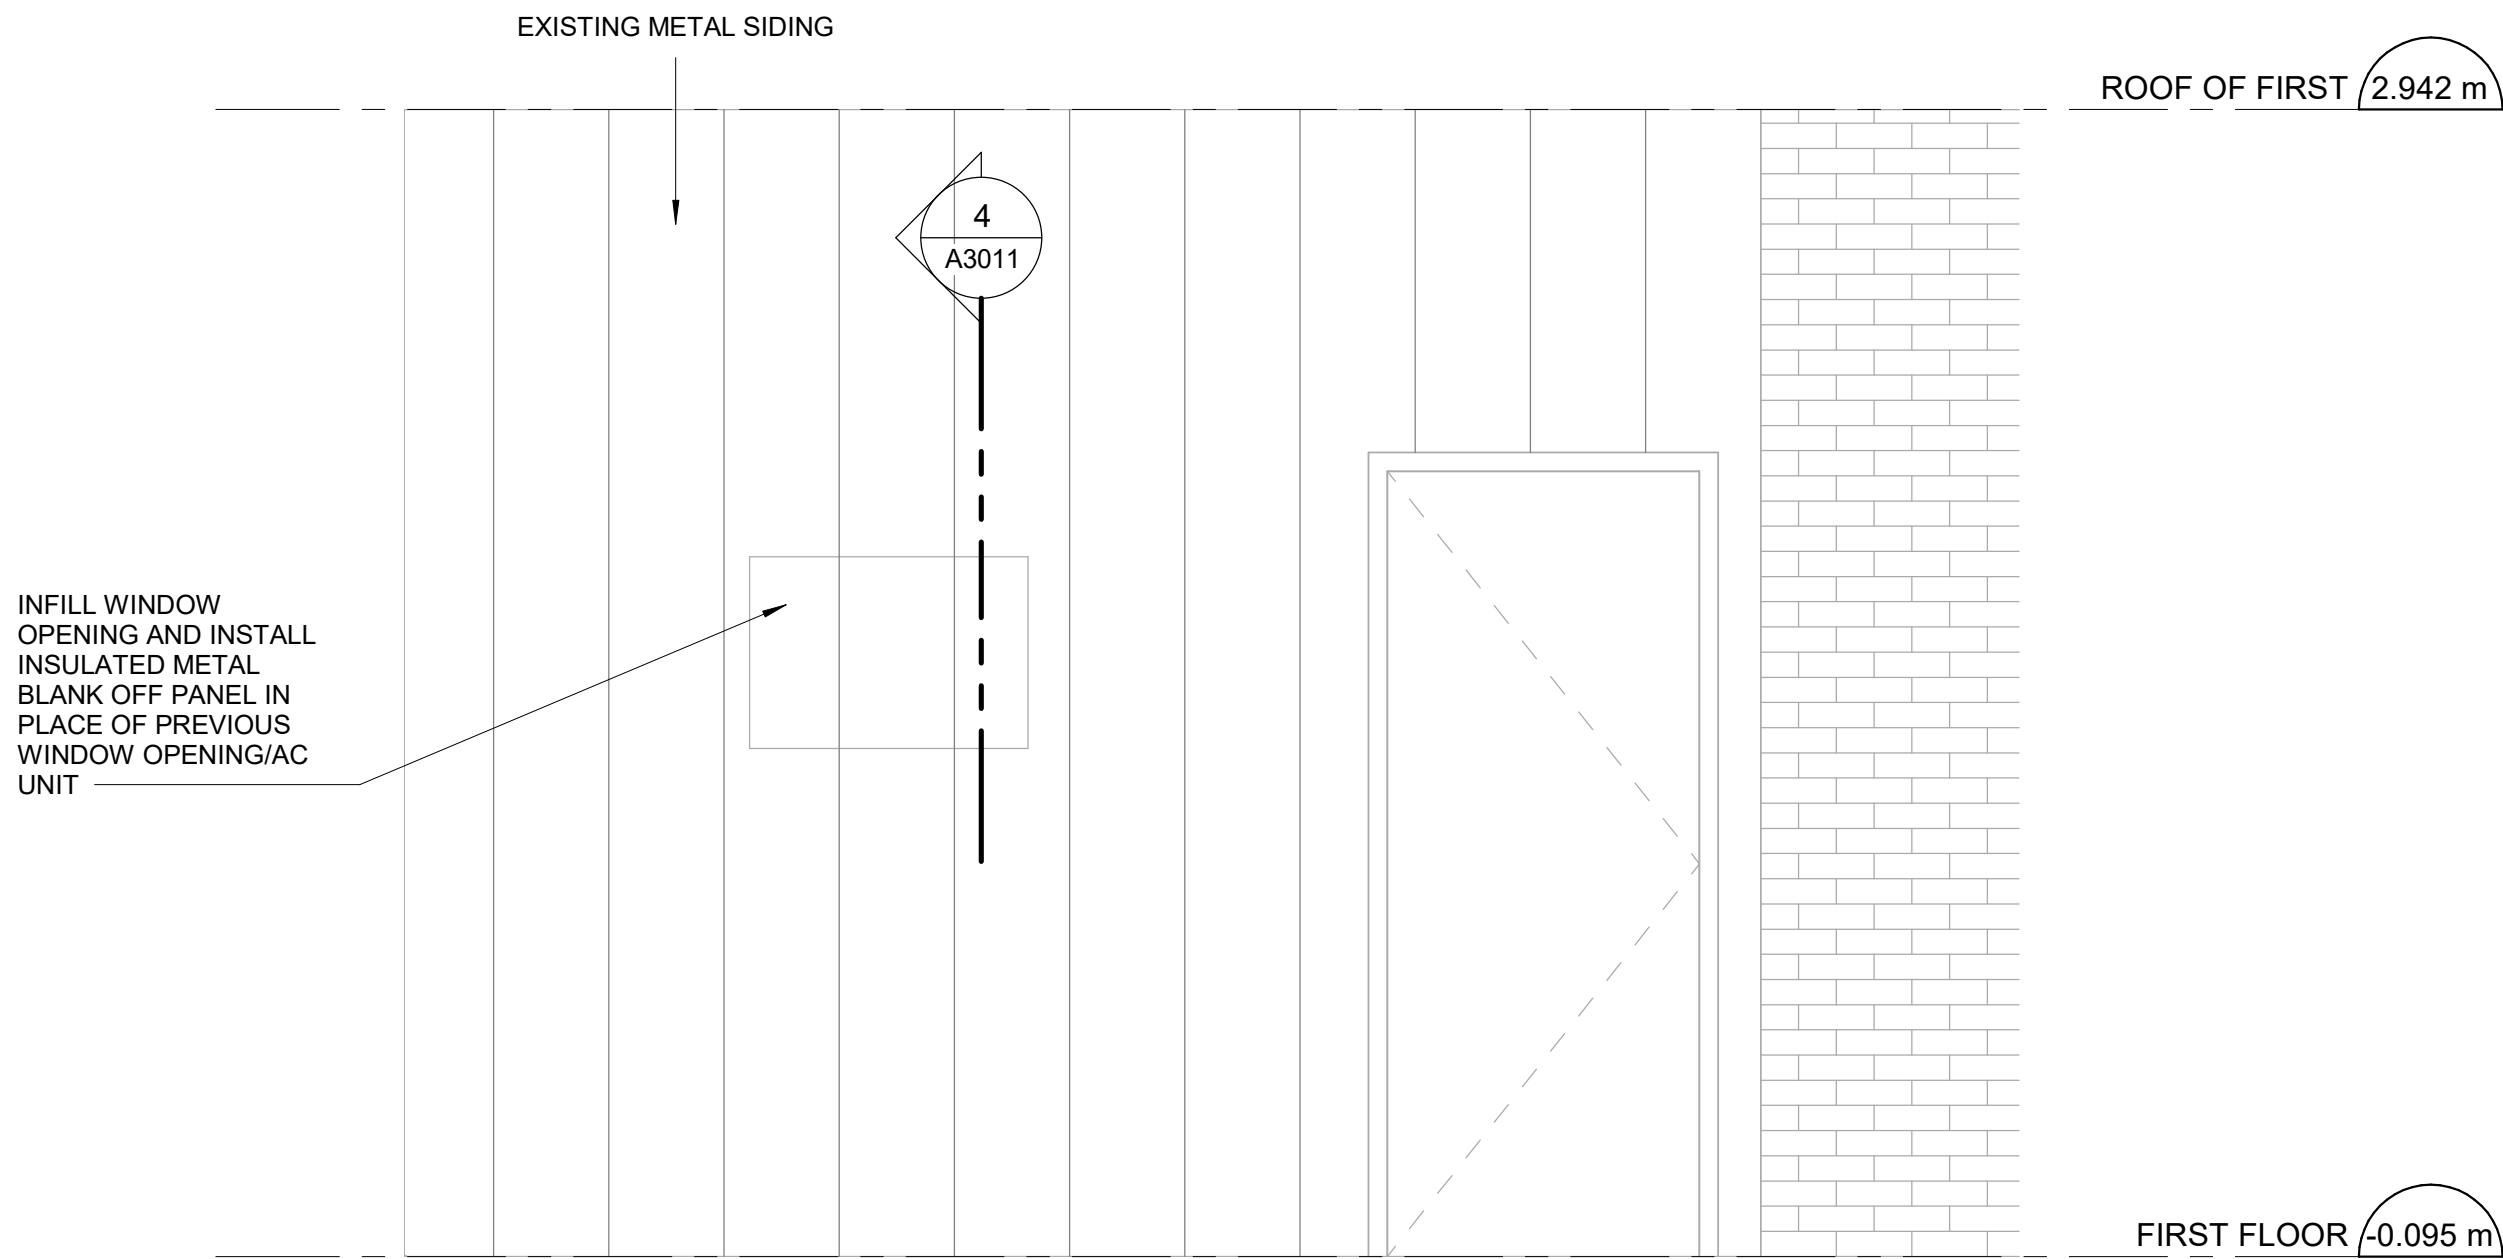 EXISTING METAL SIDING
ROOF OF FIRST 2.942 m
4
A3011
INFILL WINDOW
OPENING AND INSTALL
INSULATED METAL
BLANK OFF PANEL IN
PLACE OF PREVIOUS
WINDOW OPENING/AC
UNIT
FIRST FLOOR -0.095 m